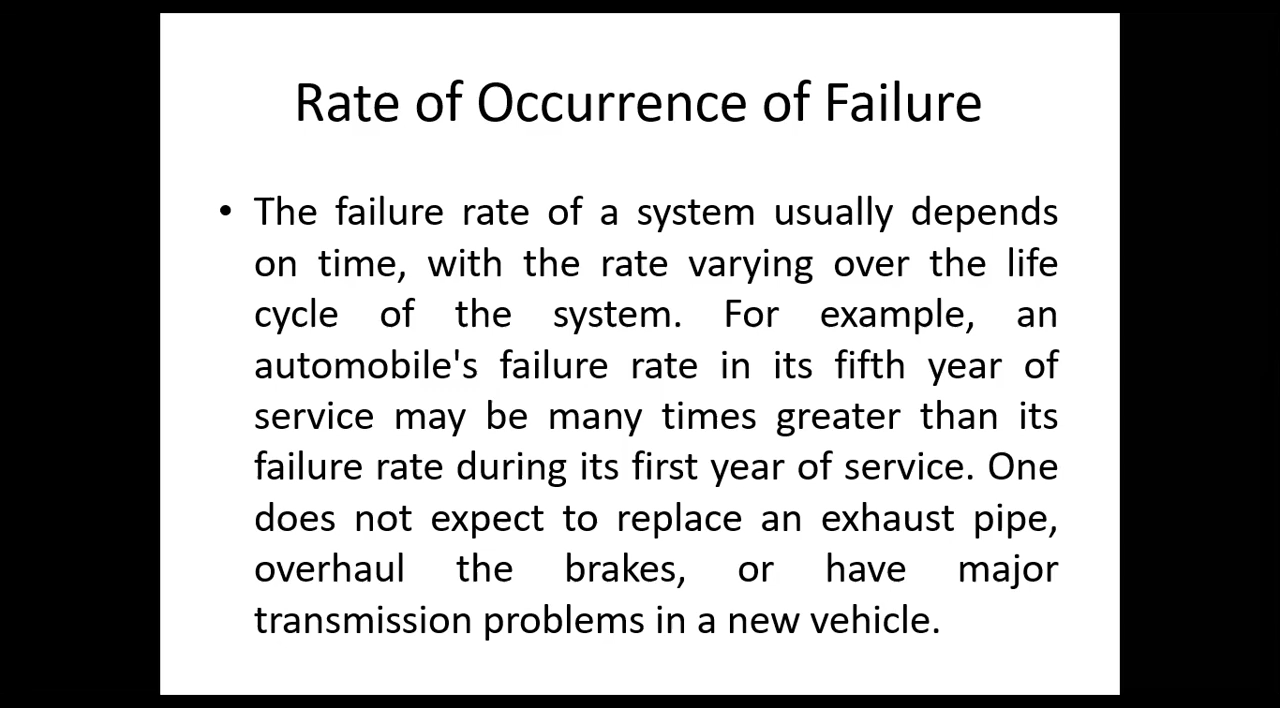 Rate of Occurrence of Failure
• The failure rate of a system usually depends
on time, with the rate varying over the life
cycle of the system. For example, an
automobile's failure rate in its fifth year of
service may be many times greater than its
failure rate during its first year of service. One
does not expect to replace an exhaust pipe,
overhaul the brakes, or have major
transmission problems in a new vehicle.